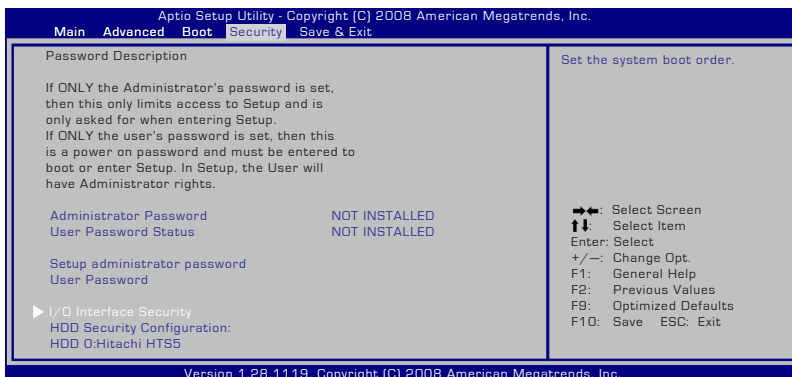 Aptio Setup Utility - Copyright (C) 2008 American Megatrends, Inc.
Main Advanced Boot Security Save & Exit
Password Description
If ONLY the Administrator's password is set,
then this only limits access to Setup and is
only asked for when entering Setup.
If ONLY the user's password is set, then this
is a power on password and must be entered to
boot or enter Setup. In Setup, the User will
have Administrator rights.
Administrator Password NOT INSTALLED
User Password Status NOT INSTALLED
Setup administrator password
User Password
I/O Interface Security
HDD Security Configuration:
HDD 0:Hitachi HTS5
Set the system boot order.
→←: Select Screen
↑↓: Select Item
Enter: Select
+/—: Change Opt.
F1: General Help
F2: Previous Values
F9: Optimized Defaults
F10: Save ESC: Exit
Version 1.28.1119. Copyright (C) 2008 American Megatrends, Inc.